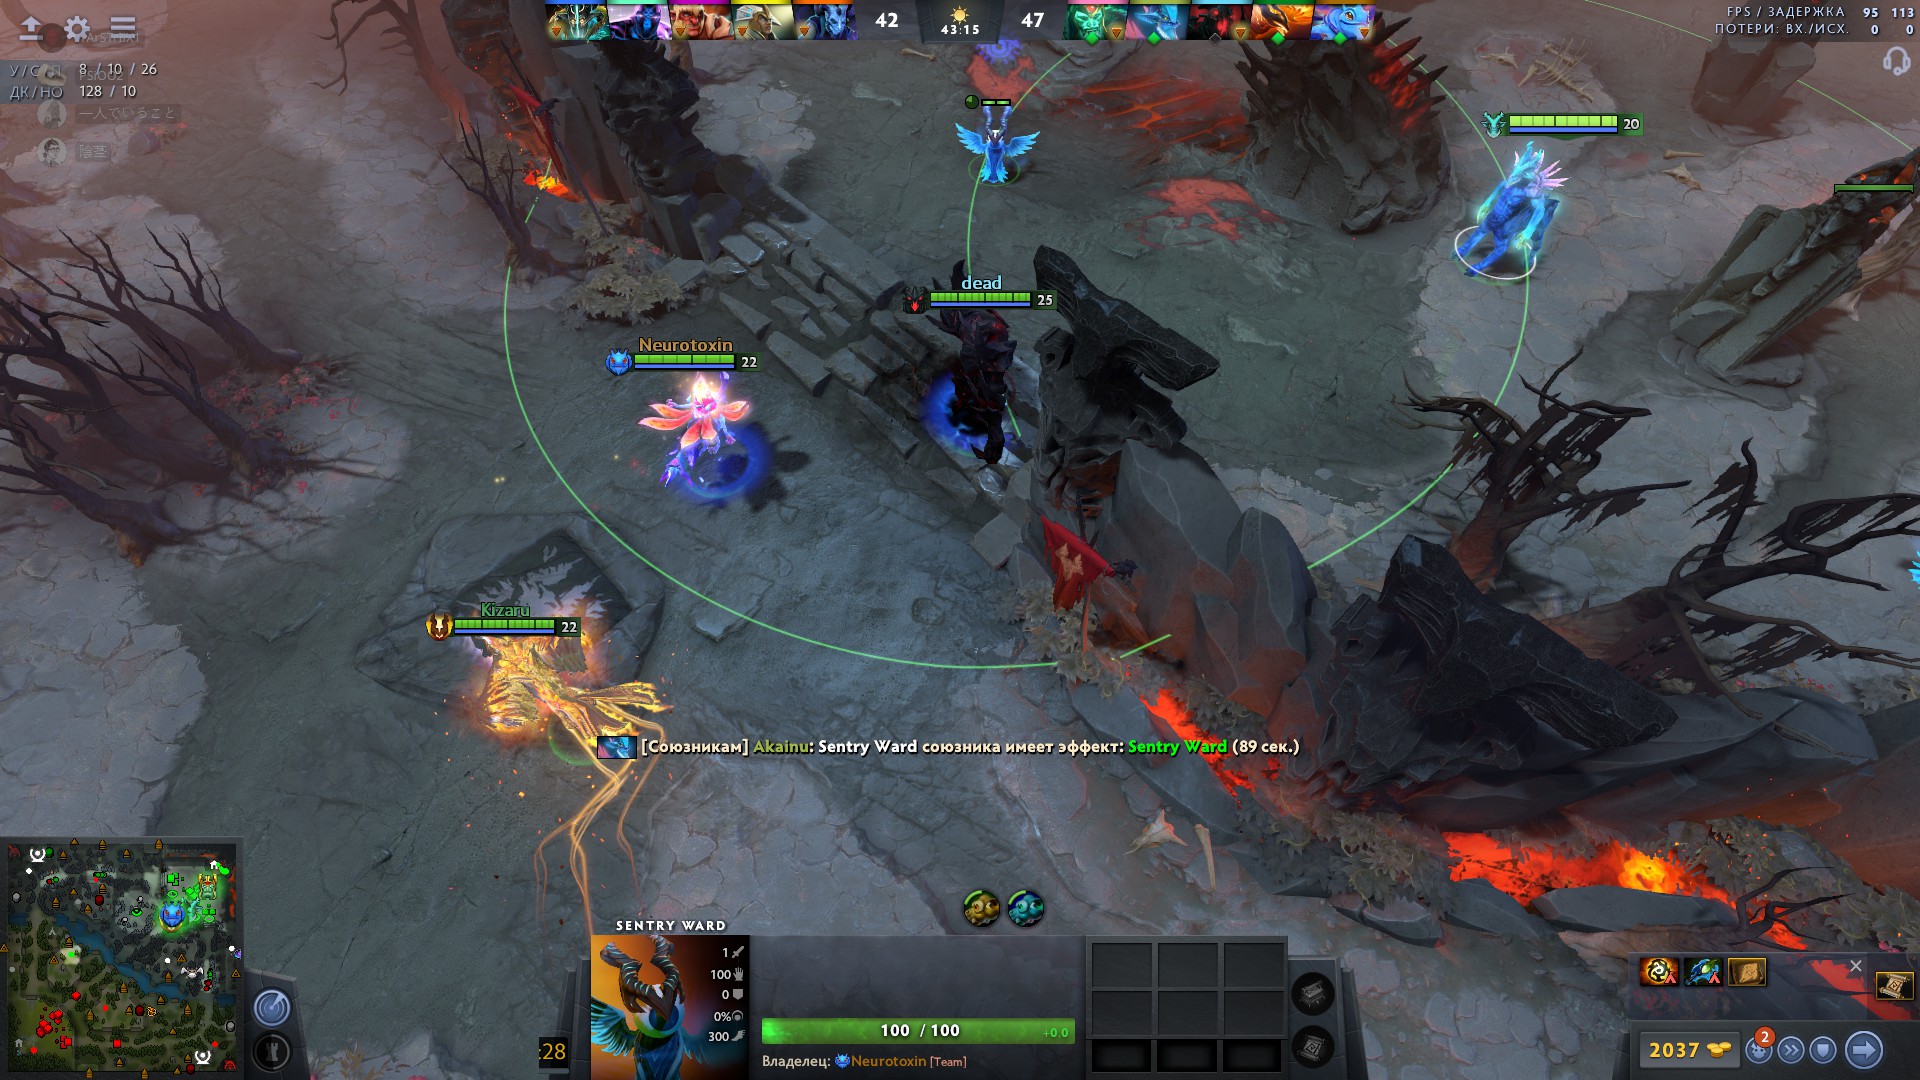 42
43:15
47
FPS / ЗАДЕРЖКА 95 113
ПОТЕРИ: ВХ./ИСХ. 0 0
У/С/П 8 / 10 / 26
ДК/НО 128 / 10
一人でいること
陰茎
20
dead
25
Neurotoxin
22
Kizaru
22
[Союзникам] Akainu: Sentry Ward союзника имеет эффект: Sentry Ward (89 сек.)
SENTRY WARD
1
100
0
0%
300
100 / 100
+0.0
:28
Владелец: Neurotoxin [Team]
2037
2